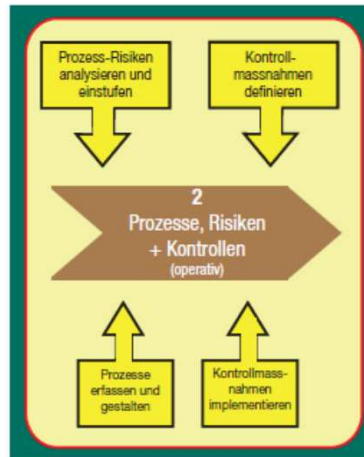 Prozess-Risiken
analysieren und
einstufen
Kontroll-
massnahmen
definieren
2
Prozesse, Risiken
+ Kontrollen
(operativ)
Prozesse
erfassen und
gestalten
Kontrollmass-
nahmen
implementieren